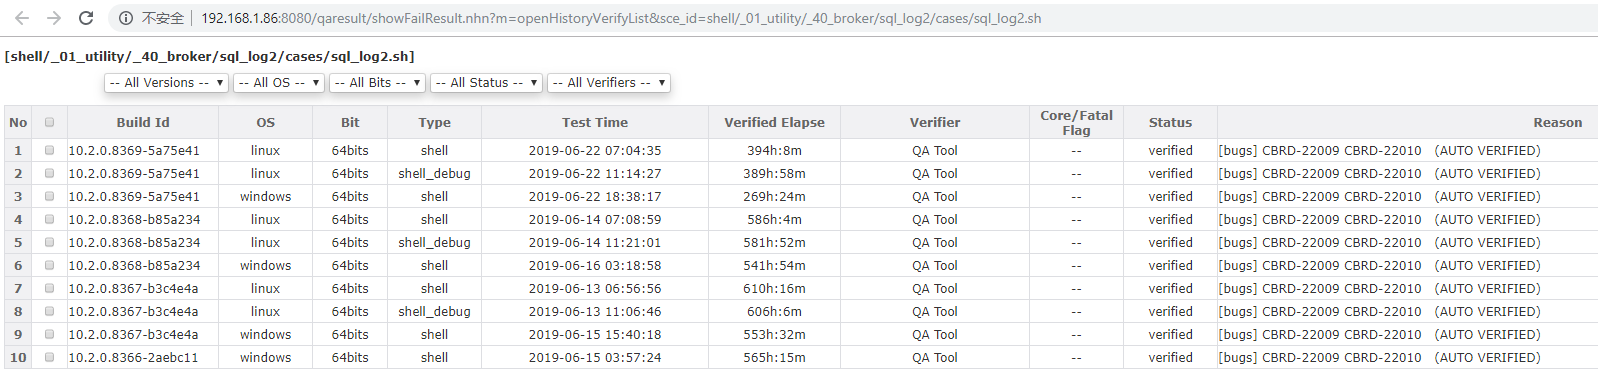 不安全 192.168.1.86:8080/qaresult/showFailResult.nhn?m=openHistoryVerifyList&sce_id=shell/_01_utility/_40_broker/sql_log2/cases/sql_log2.sh
[shell/_01_utility/_40_broker/sql_log2/cases/sql_log2.sh]
-- All Versions -- -- All OS -- -- All Bits -- -- All Status -- -- All Verifiers --
No Build Id OS Bit Type Test Time Verified Elapse Verifier Core/Fatal Flag Status Reason
1 10.2.0.8369-5a75e41 linux 64bits shell 2019-06-22 07:04:35 394h:8m QA Tool -- verified [bugs] CBRD-22009 CBRD-22010 (AUTO VERIFIED)
2 10.2.0.8369-5a75e41 linux 64bits shell_debug 2019-06-22 11:14:27 389h:58m QA Tool -- verified [bugs] CBRD-22009 CBRD-22010 (AUTO VERIFIED)
3 10.2.0.8369-5a75e41 windows 64bits shell 2019-06-22 18:38:17 269h:24m QA Tool -- verified [bugs] CBRD-22009 CBRD-22010 (AUTO VERIFIED)
4 10.2.0.8368-b85a234 linux 64bits shell 2019-06-14 07:08:59 586h:4m QA Tool -- verified [bugs] CBRD-22009 CBRD-22010 (AUTO VERIFIED)
5 10.2.0.8368-b85a234 linux 64bits shell_debug 2019-06-14 11:21:01 581h:52m QA Tool -- verified [bugs] CBRD-22009 CBRD-22010 (AUTO VERIFIED)
6 10.2.0.8368-b85a234 windows 64bits shell 2019-06-16 03:18:58 541h:54m QA Tool -- verified [bugs] CBRD-22009 CBRD-22010 (AUTO VERIFIED)
7 10.2.0.8367-b3c4e4a linux 64bits shell 2019-06-13 06:56:56 610h:16m QA Tool -- verified [bugs] CBRD-22009 CBRD-22010 (AUTO VERIFIED)
8 10.2.0.8367-b3c4e4a linux 64bits shell_debug 2019-06-13 11:06:46 606h:6m QA Tool -- verified [bugs] CBRD-22009 CBRD-22010 (AUTO VERIFIED)
9 10.2.0.8367-b3c4e4a windows 64bits shell 2019-06-15 15:40:18 553h:32m QA Tool -- verified [bugs] CBRD-22009 CBRD-22010 (AUTO VERIFIED)
10 10.2.0.8366-2aebc11 windows 64bits shell 2019-06-15 03:57:24 565h:15m QA Tool -- verified [bugs] CBRD-22009 CBRD-22010 (AUTO VERIFIED)